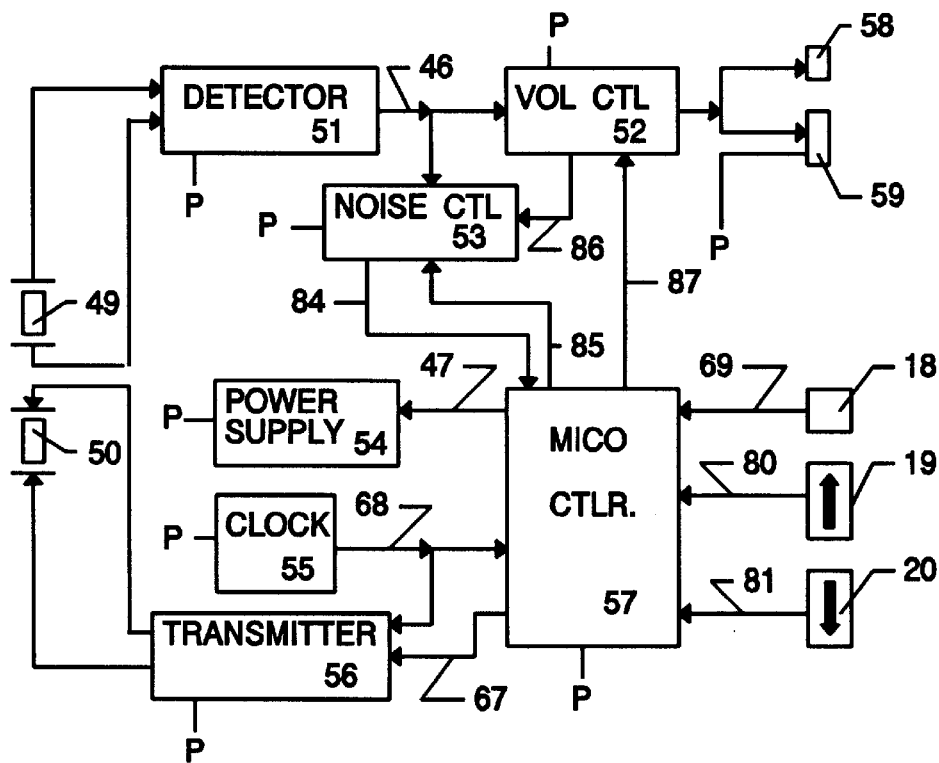 P
58
46
DETECTOR
51
VOL CTL
52
59
P
NOISE CTL
53
P
86
P
49
84
87
85
47
69
18
POWER
SUPPLY
54
P
MICO
CTLR.
57
50
80
19
CLOCK
55
P
68
81
20
TRANSMITTER
56
67
P
P